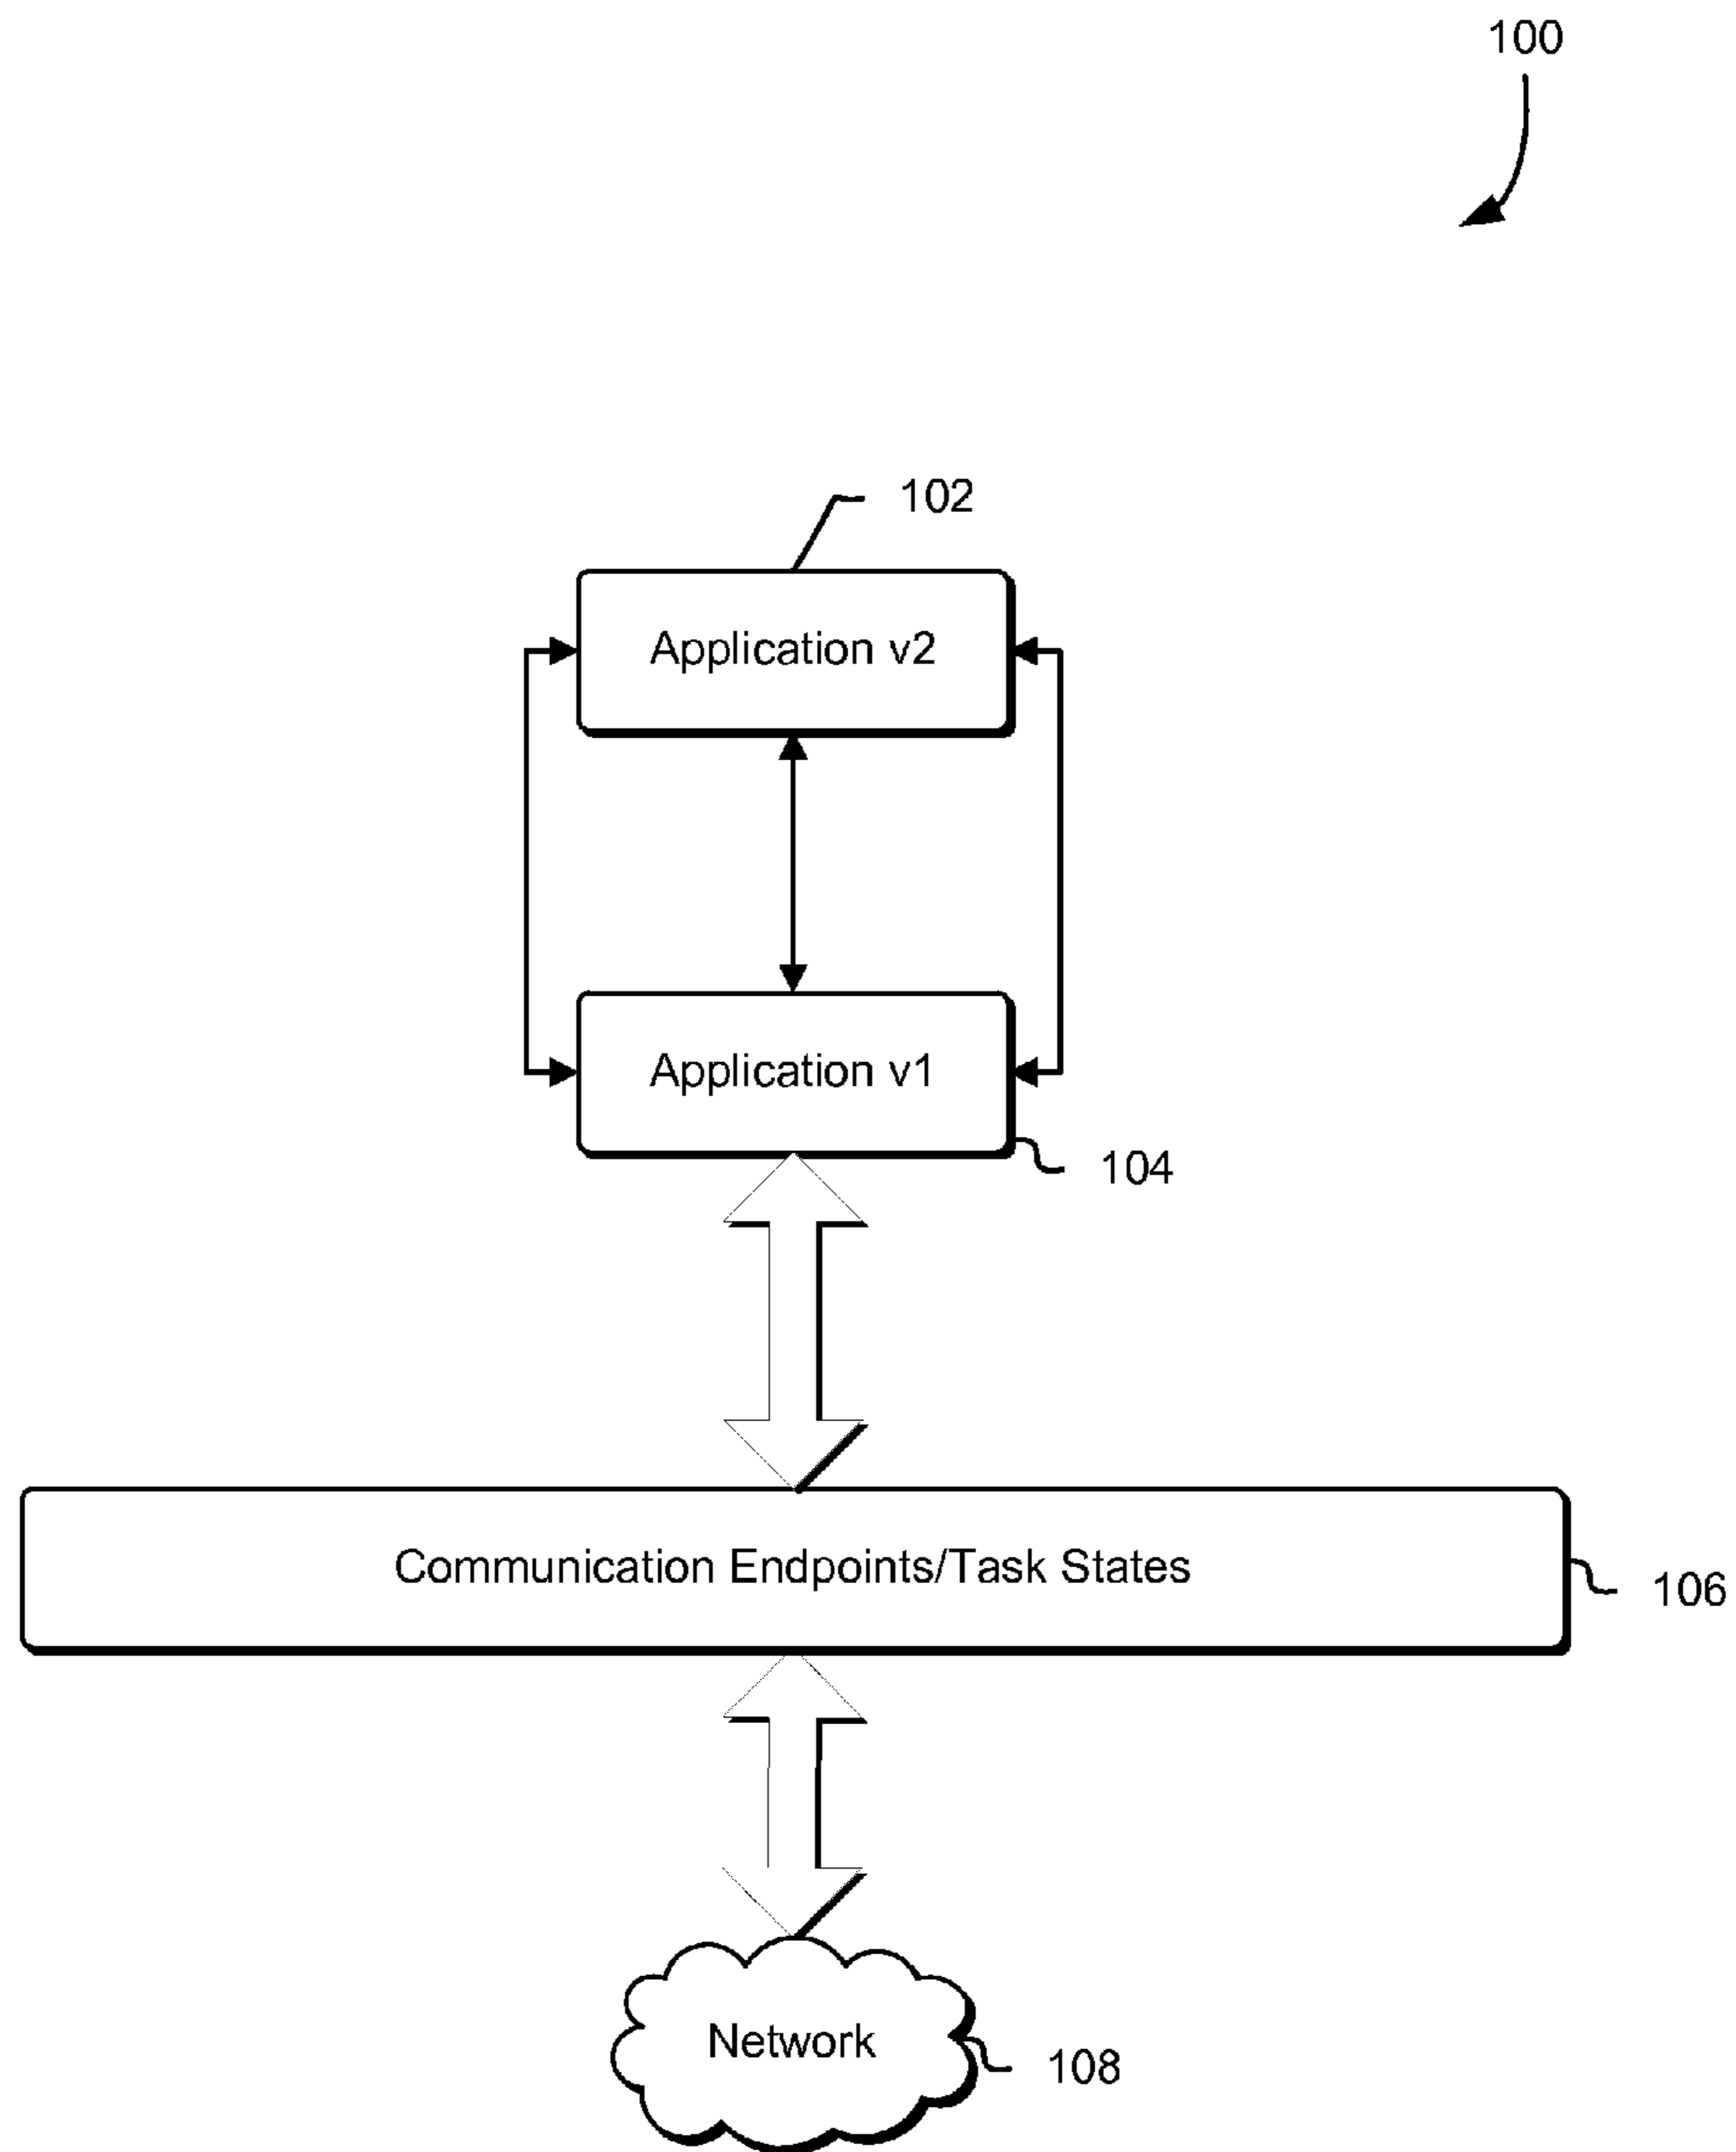 100
102
Application v2
Application v1
104
Communication Endpoints/Task States
106
Network
108